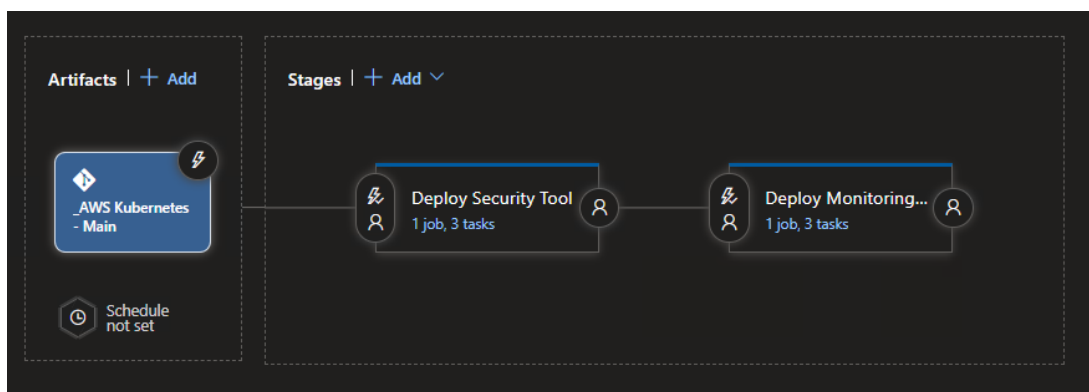 Artifacts | + Add
Stages | + Add
_AWS Kubernetes
- Main
Deploy Security Tool
1 job, 3 tasks
Deploy Monitoring...
1 job, 3 tasks
Schedule
not set